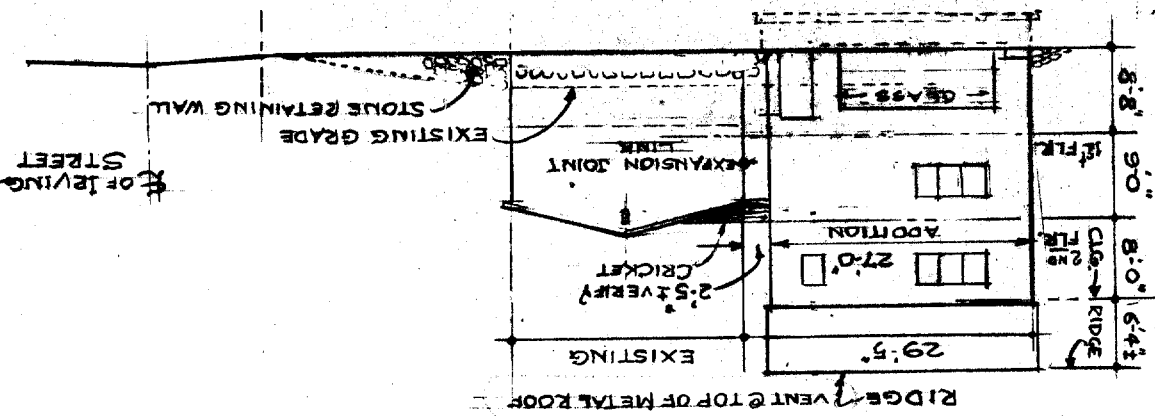 RIDGE VENT @ TOP OF METAL ROOF
29'-5"
EXISTING
RIDGE
6'-4"±
2'-5"± VERIFY
CRICKET
CLG.
8'-0"
27'-0"
ADDITION
2ND
FLR.
9'0"
1ST FLR.
EXPANSION JOINT
LINK
℄ OF IRVING
STREET
EXISTING GRADE
STONE RETAINING WALL
GLASS
8'-8"